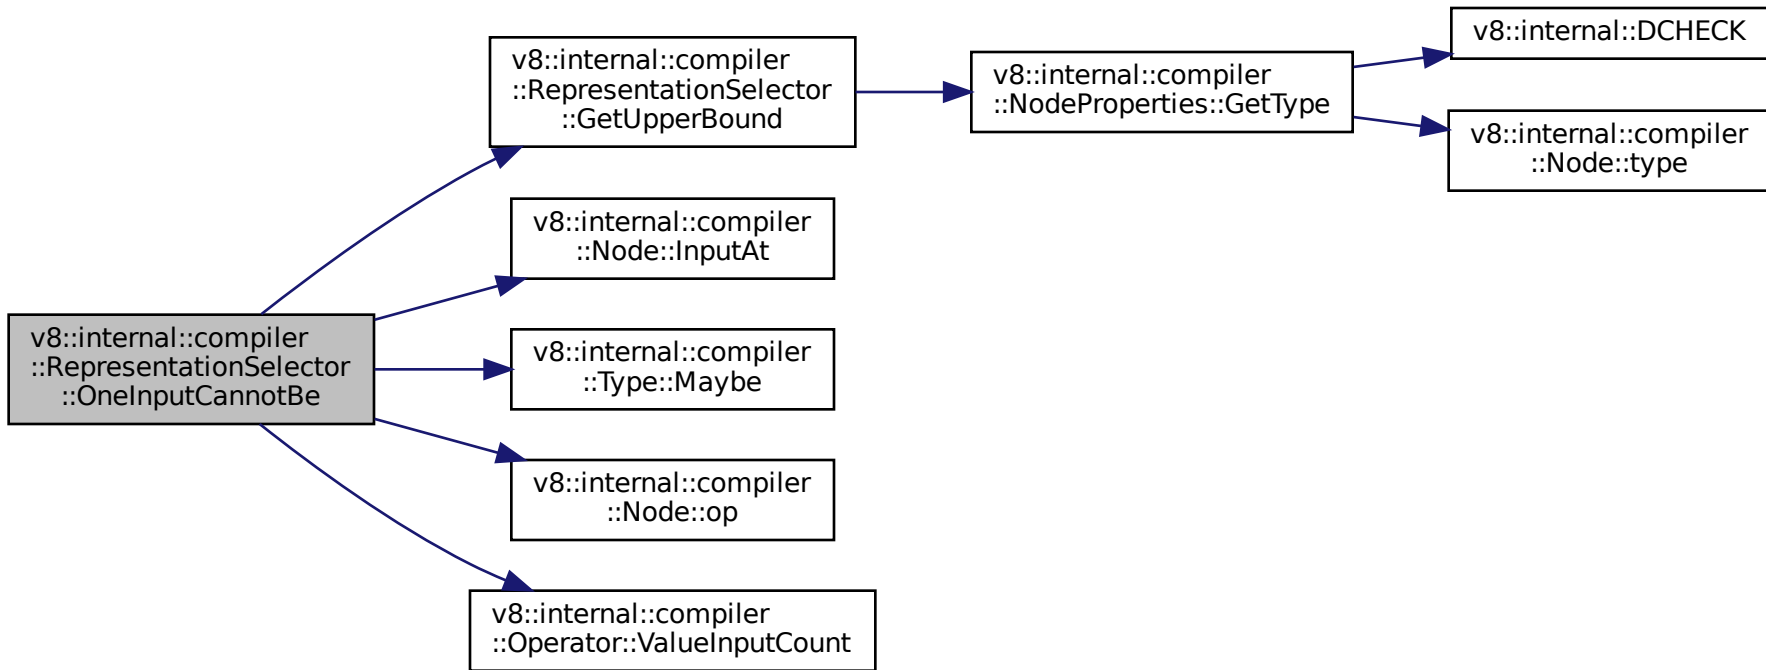 v8::internal::compiler
::RepresentationSelector
::OneInputCannotBe
v8::internal::compiler
::RepresentationSelector
::GetUpperBound
v8::internal::compiler
::NodeProperties::GetType
v8::internal::DCHECK
v8::internal::compiler
::Node::type
v8::internal::compiler
::Node::InputAt
v8::internal::compiler
::Type::Maybe
v8::internal::compiler
::Node::op
v8::internal::compiler
::Operator::ValueInputCount